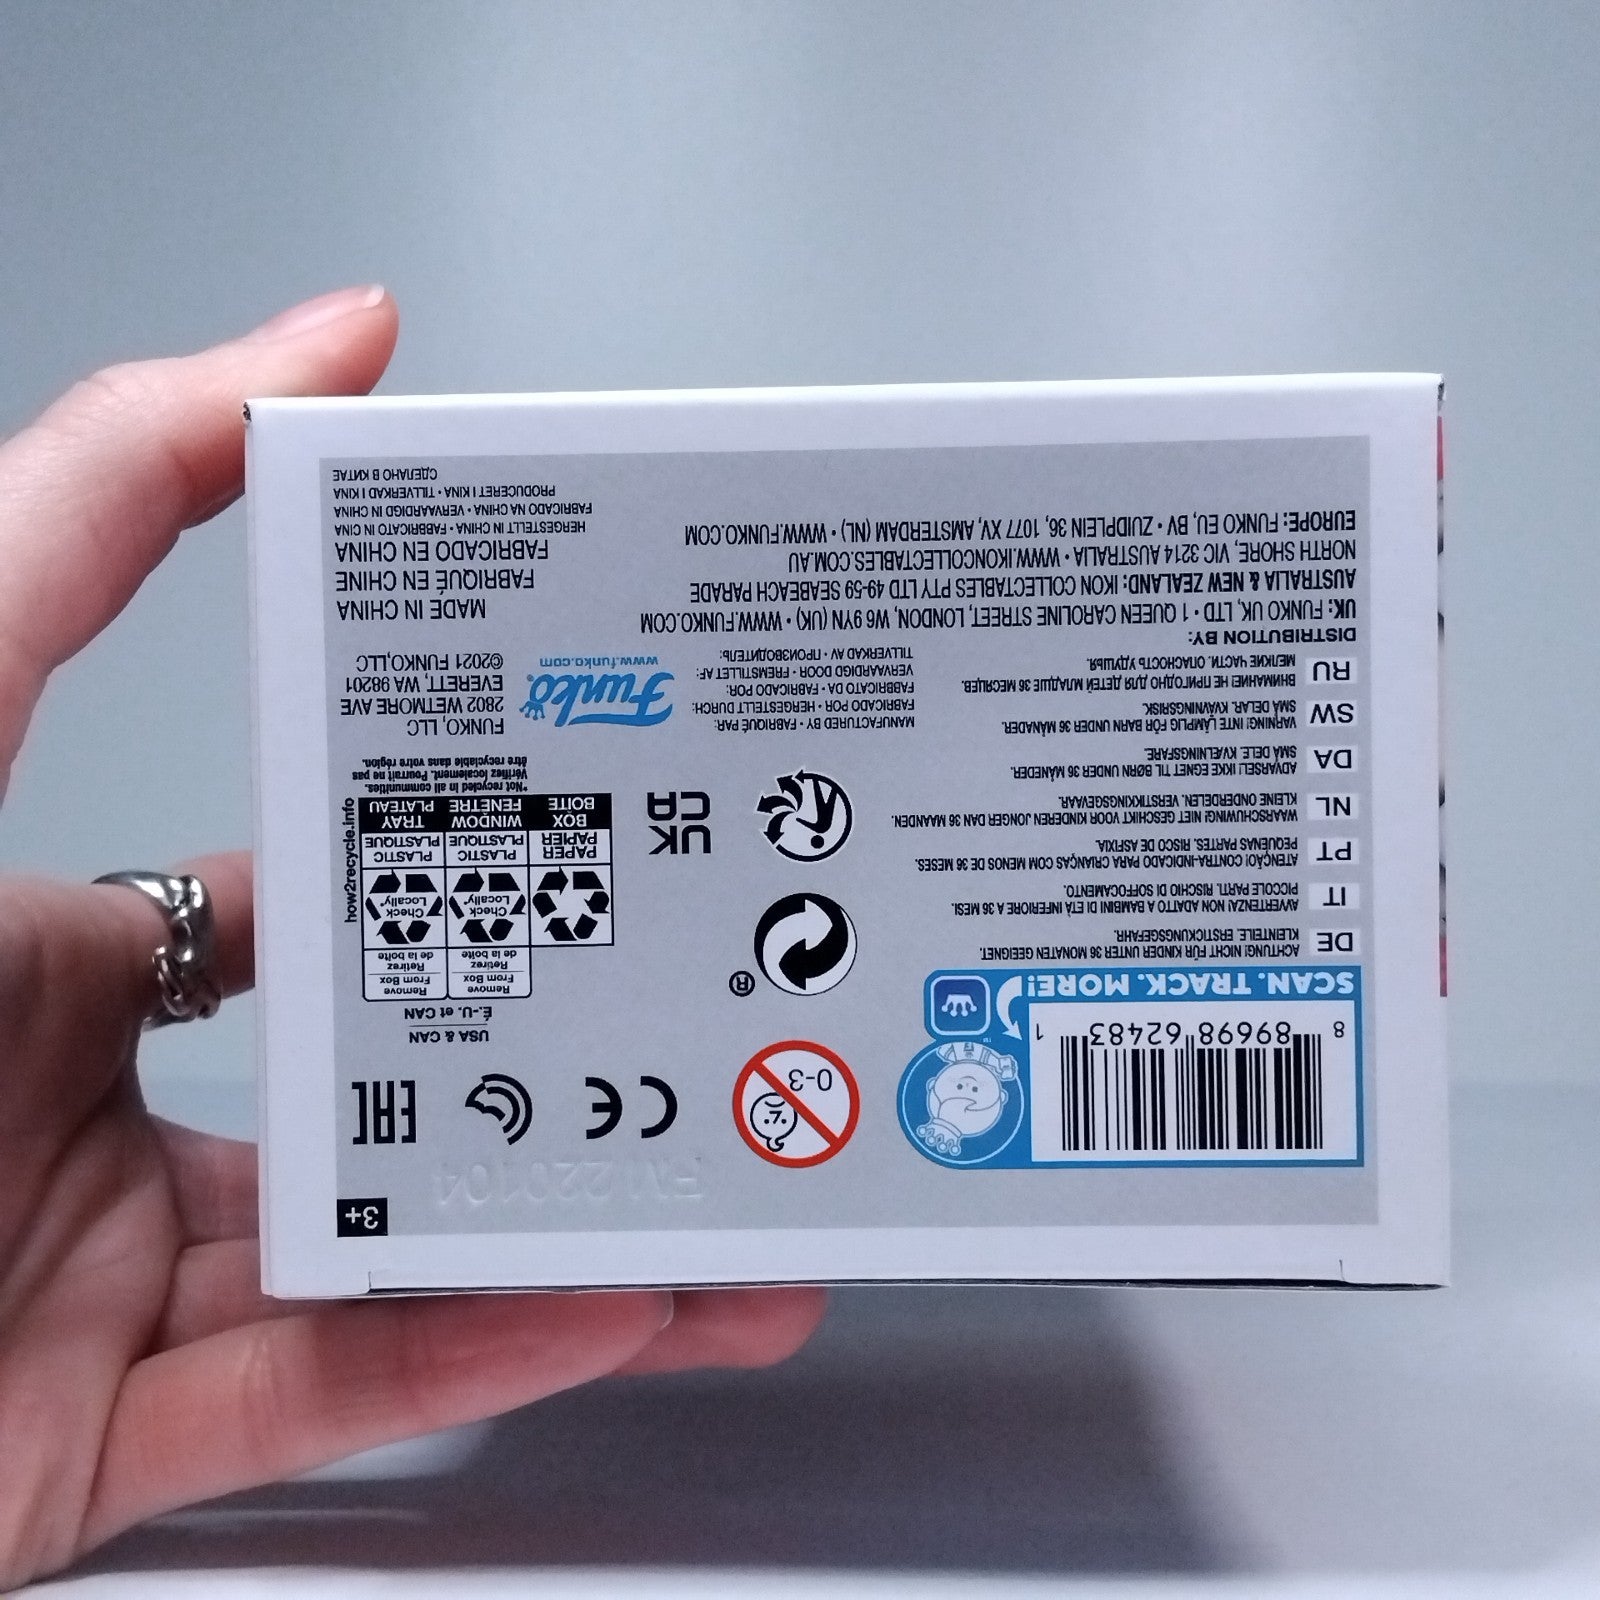 3+
FM 220104
8 89698 62483 1
SCAN. TRACK. MORE!
TM
0-3
®
DE
ACHTUNG! NICHT FÜR KINDER UNTER 36 MONATEN GEEIGNET.
KLEINTEILE. ERSTICKUNGSGEFAHR.
IT
AVVERTENZA! NON ADATTO A BAMBINI DI ETÀ INFERIORE A 36 MESI.
PICCOLE PARTI. RISCHIO DI SOFFOCAMENTO.
PT
ATENÇÃO! CONTRA-INDICADO PARA CRIANÇAS COM MENOS DE 36 MESES.
PEQUENAS PARTES. RISCO DE ASFIXIA.
NL
WAARSCHUWING! NIET GESCHIKT VOOR KINDEREN JONGER DAN 36 MAANDEN.
KLEINE ONDERDELEN. VERSTIKKINGSGEVAAR.
DA
ADVARSEL! IKKE EGNET TIL BØRN UNDER 36 MÅNEDER.
SMÅ DELE. KVÆLNINGSFARE.
SW
VARNING! INTE LÄMPLIG FÖR BARN UNDER 36 MÅNADER.
SMÅ DELAR. KVÄVNINGSRISK.
RU
ВНИМАНИЕ! НЕ ПРИГОДНО ДЛЯ ДЕТЕЙ МЛАДШЕ 36 МЕСЯЦЕВ.
МЕЛКИЕ ЧАСТИ. ОПАСНОСТЬ УДУШЬЯ.
CE
EAC
USA & CAN
É.-U. et CAN
Remove
From Box
Retirez
de la boîte
Remove
From Box
Retirez
de la boîte
Check
Locally*
Check
Locally*
PAPER
PAPIER
PLASTIC
PLASTIQUE
PLASTIC
PLASTIQUE
BOX
BOÎTE
WINDOW
FENÊTRE
TRAY
PLATEAU
*Not recycled in all communities.
Vérifiez localement. Pourrait ne pas
être recyclable dans votre région.
how2recycle.info
UK
CA
MANUFACTURED BY • FABRIQUÉ PAR:
FABRICADO POR • HERGESTELLT DURCH:
FABBRICATO DA • FABRICADO POR:
VERVAARDIGD DOOR • FREMSTILLET AF:
TILLVERKAD AV • ПРОИЗВОДИТЕЛЬ:
Funko®
www.funko.com
FUNKO, LLC
2802 WETMORE AVE
EVERETT, WA 98201
©2021 FUNKO,LLC
DISTRIBUTION BY:
UK: FUNKO UK, LTD • 1 QUEEN CAROLINE STREET, LONDON, W6 9YN (UK) • WWW.FUNKO.COM
AUSTRALIA & NEW ZEALAND: IKON COLLECTABLES PTY LTD 49-59 SEABEACH PARADE
NORTH SHORE, VIC 3214 AUSTRALIA • WWW.IKONCOLLECTABLES.COM.AU
EUROPE: FUNKO EU, BV • ZUIDPLEIN 36, 1077 XV, AMSTERDAM (NL) • WWW.FUNKO.COM
MADE IN CHINA
FABRIQUÉ EN CHINE
FABRICADO EN CHINA
HERGESTELLT IN CHINA • FABBRICATO IN CINA
FABRICADO NA CHINA • VERVAARDIGD IN CHINA
PRODUCERET I KINA • TILLVERKAD I KINA
СДЕЛАНО В КИТАЕ